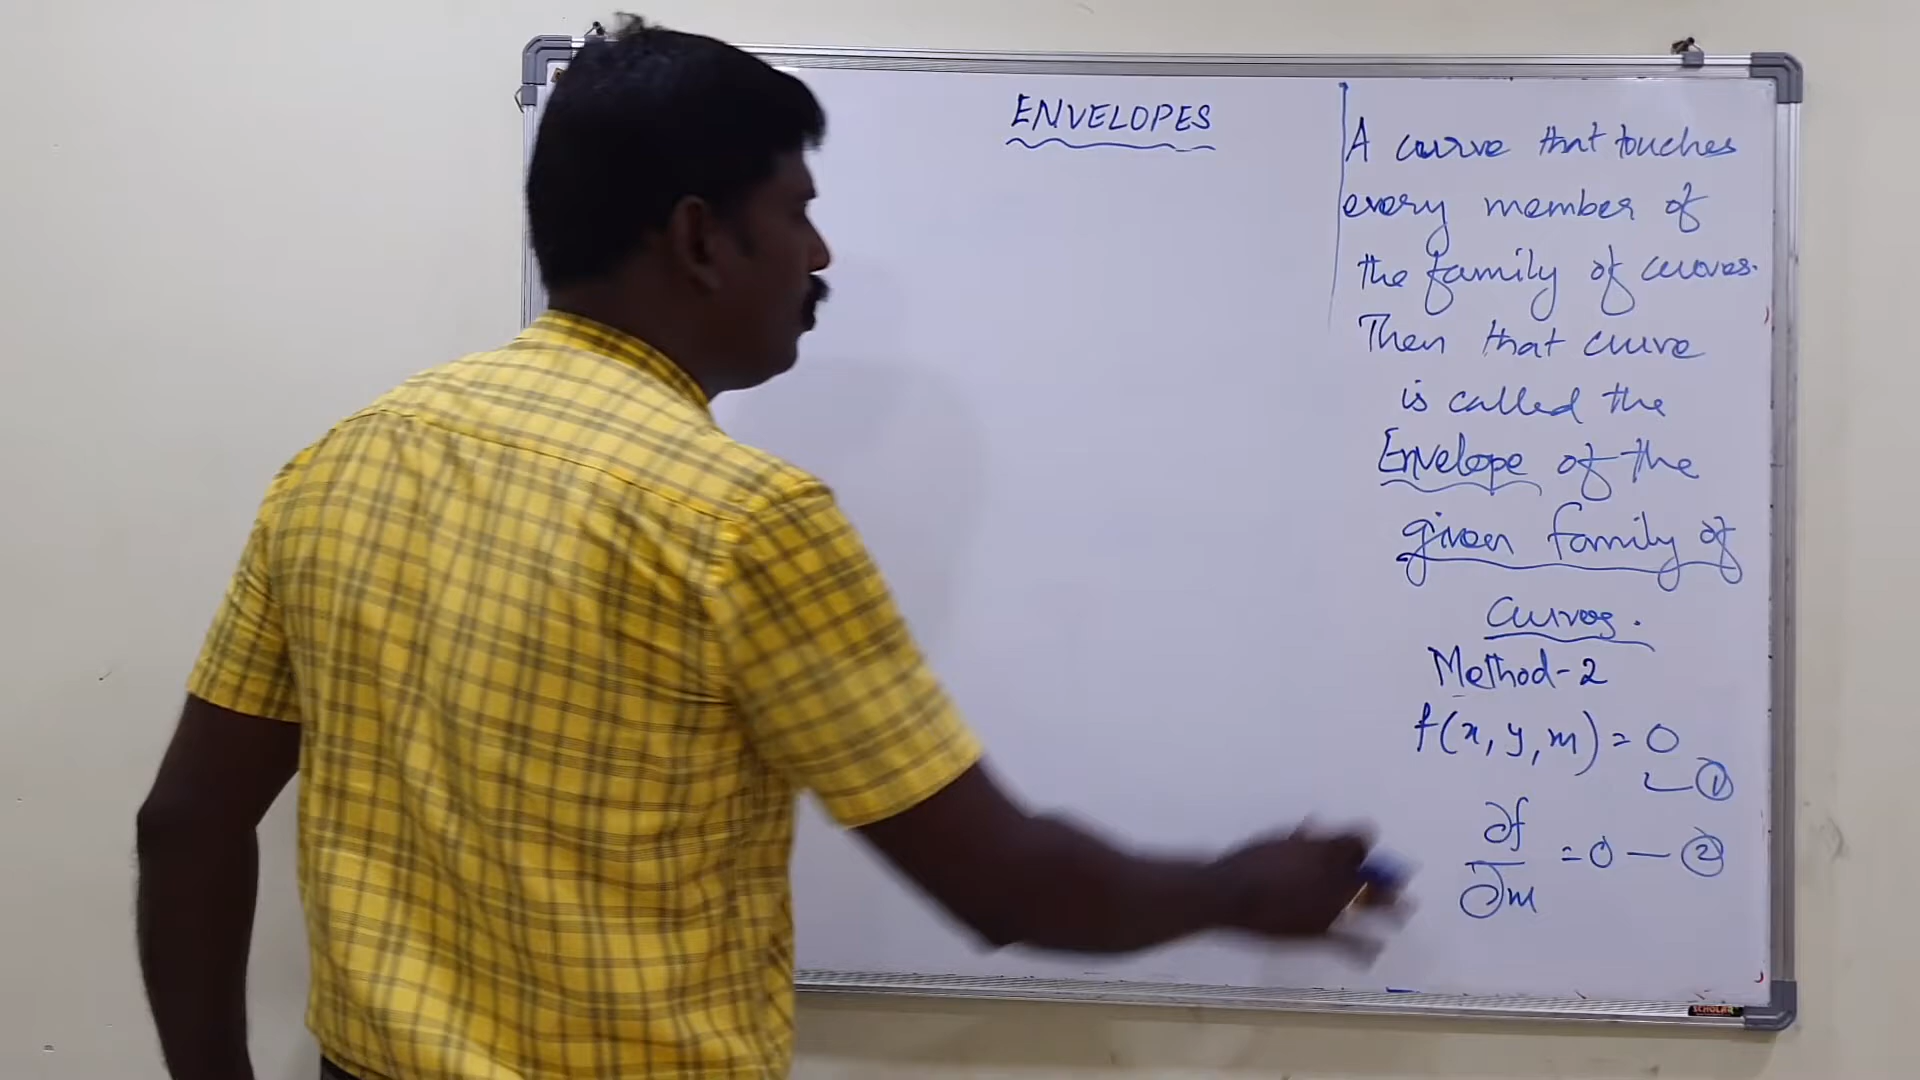 ENVELOPES
A curve that touches
every member of
the family of curves.
Then that curve
is called the
Envelope of the
given family of
Curves.
Method-2
f(x, y, m) = 0
①
∂f/∂m = 0 — ②
SCHOLAR